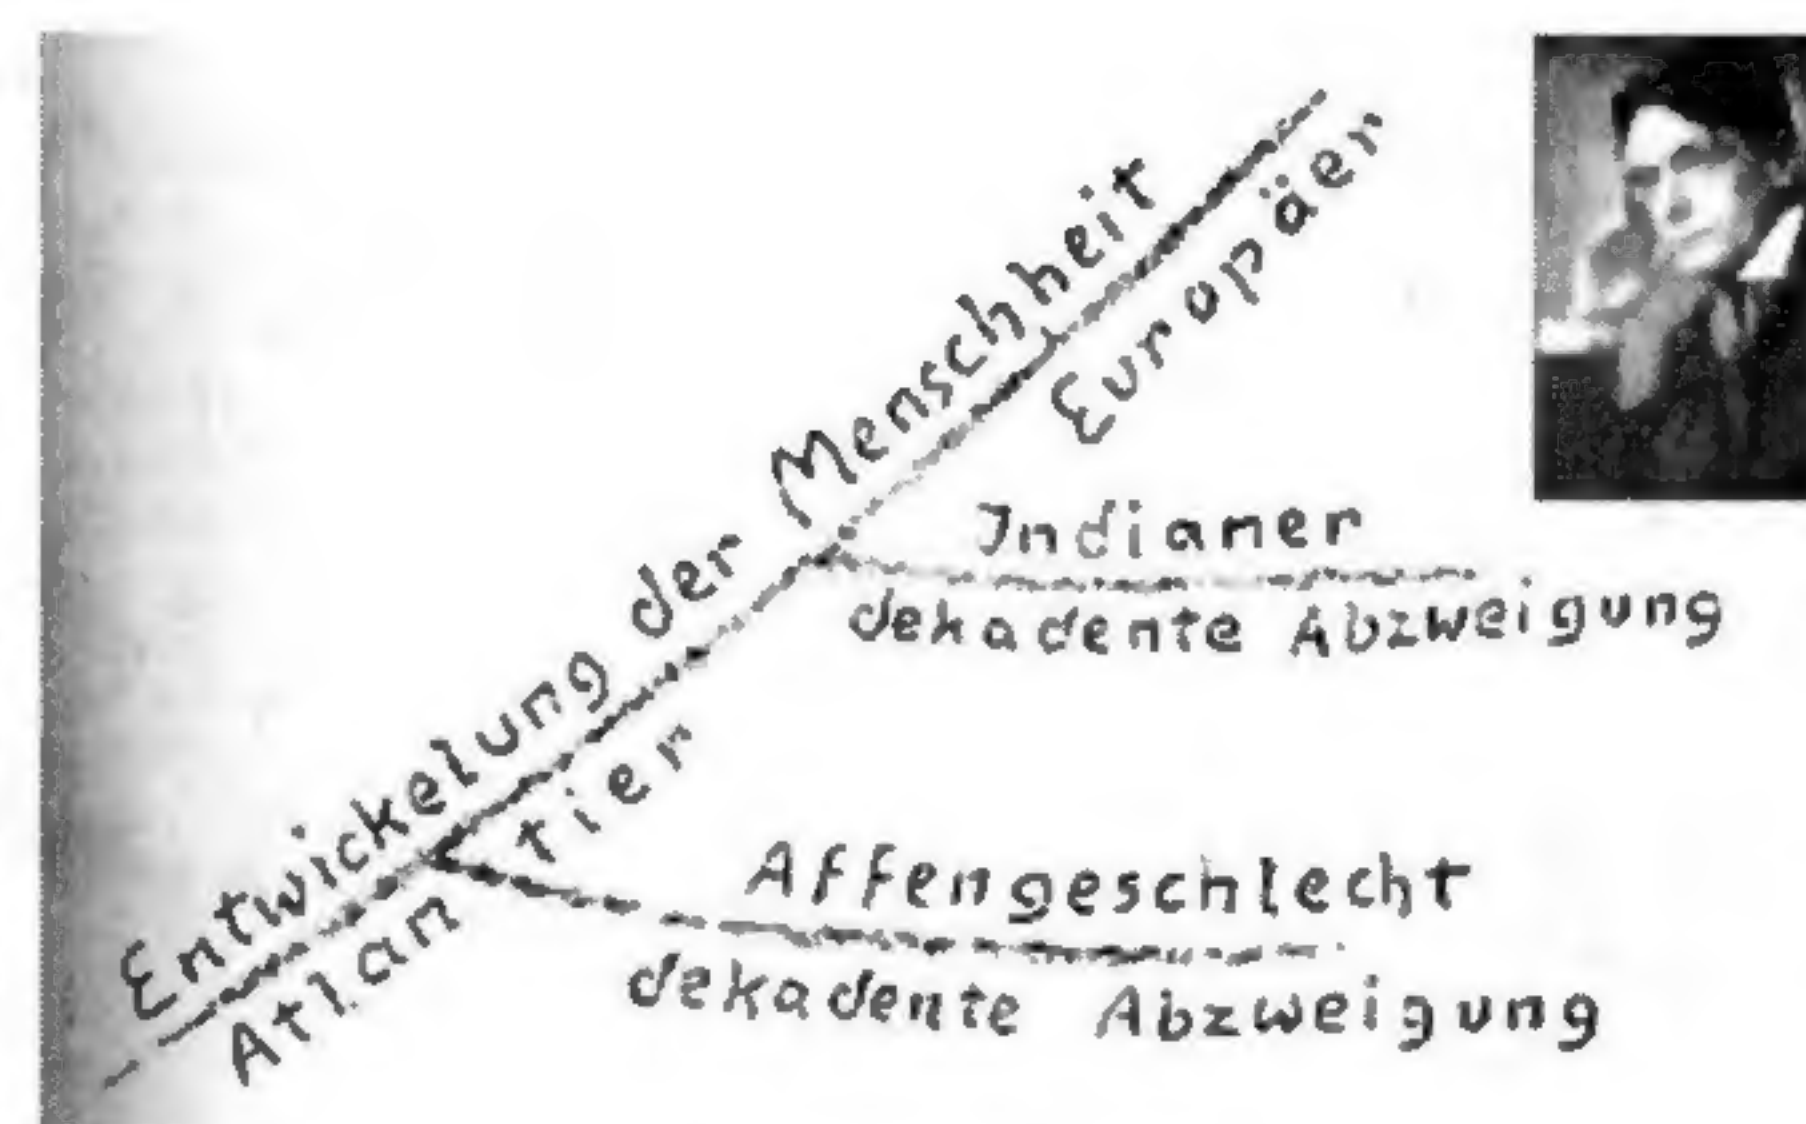 Entwickelung der Menschheit
Europäer
Indianer
dekadente Abzweigung
Atlantier
Affengeschlecht
dekadente Abzweigung